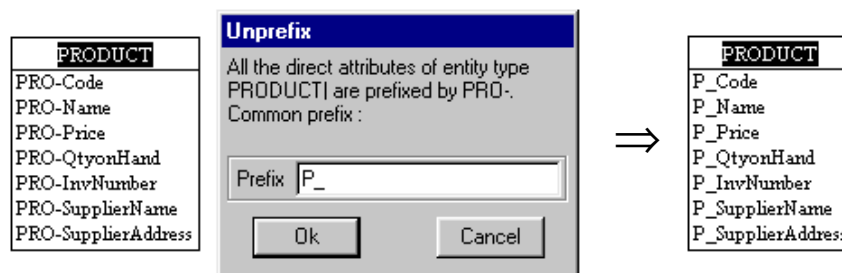 PRODUCT
PRO-Code
PRO-Name
PRO-Price
PRO-QtyonHand
PRO-InvNumber
PRO-SupplierName
PRO-SupplierAddress
Unprefix
All the direct attributes of entity type
PRODUCT| are prefixed by PRO-.
Common prefix :
Prefix P_
Ok Cancel
⇒
PRODUCT
P_Code
P_Name
P_Price
P_QtyonHand
P_InvNumber
P_SupplierName
P_SupplierAddress